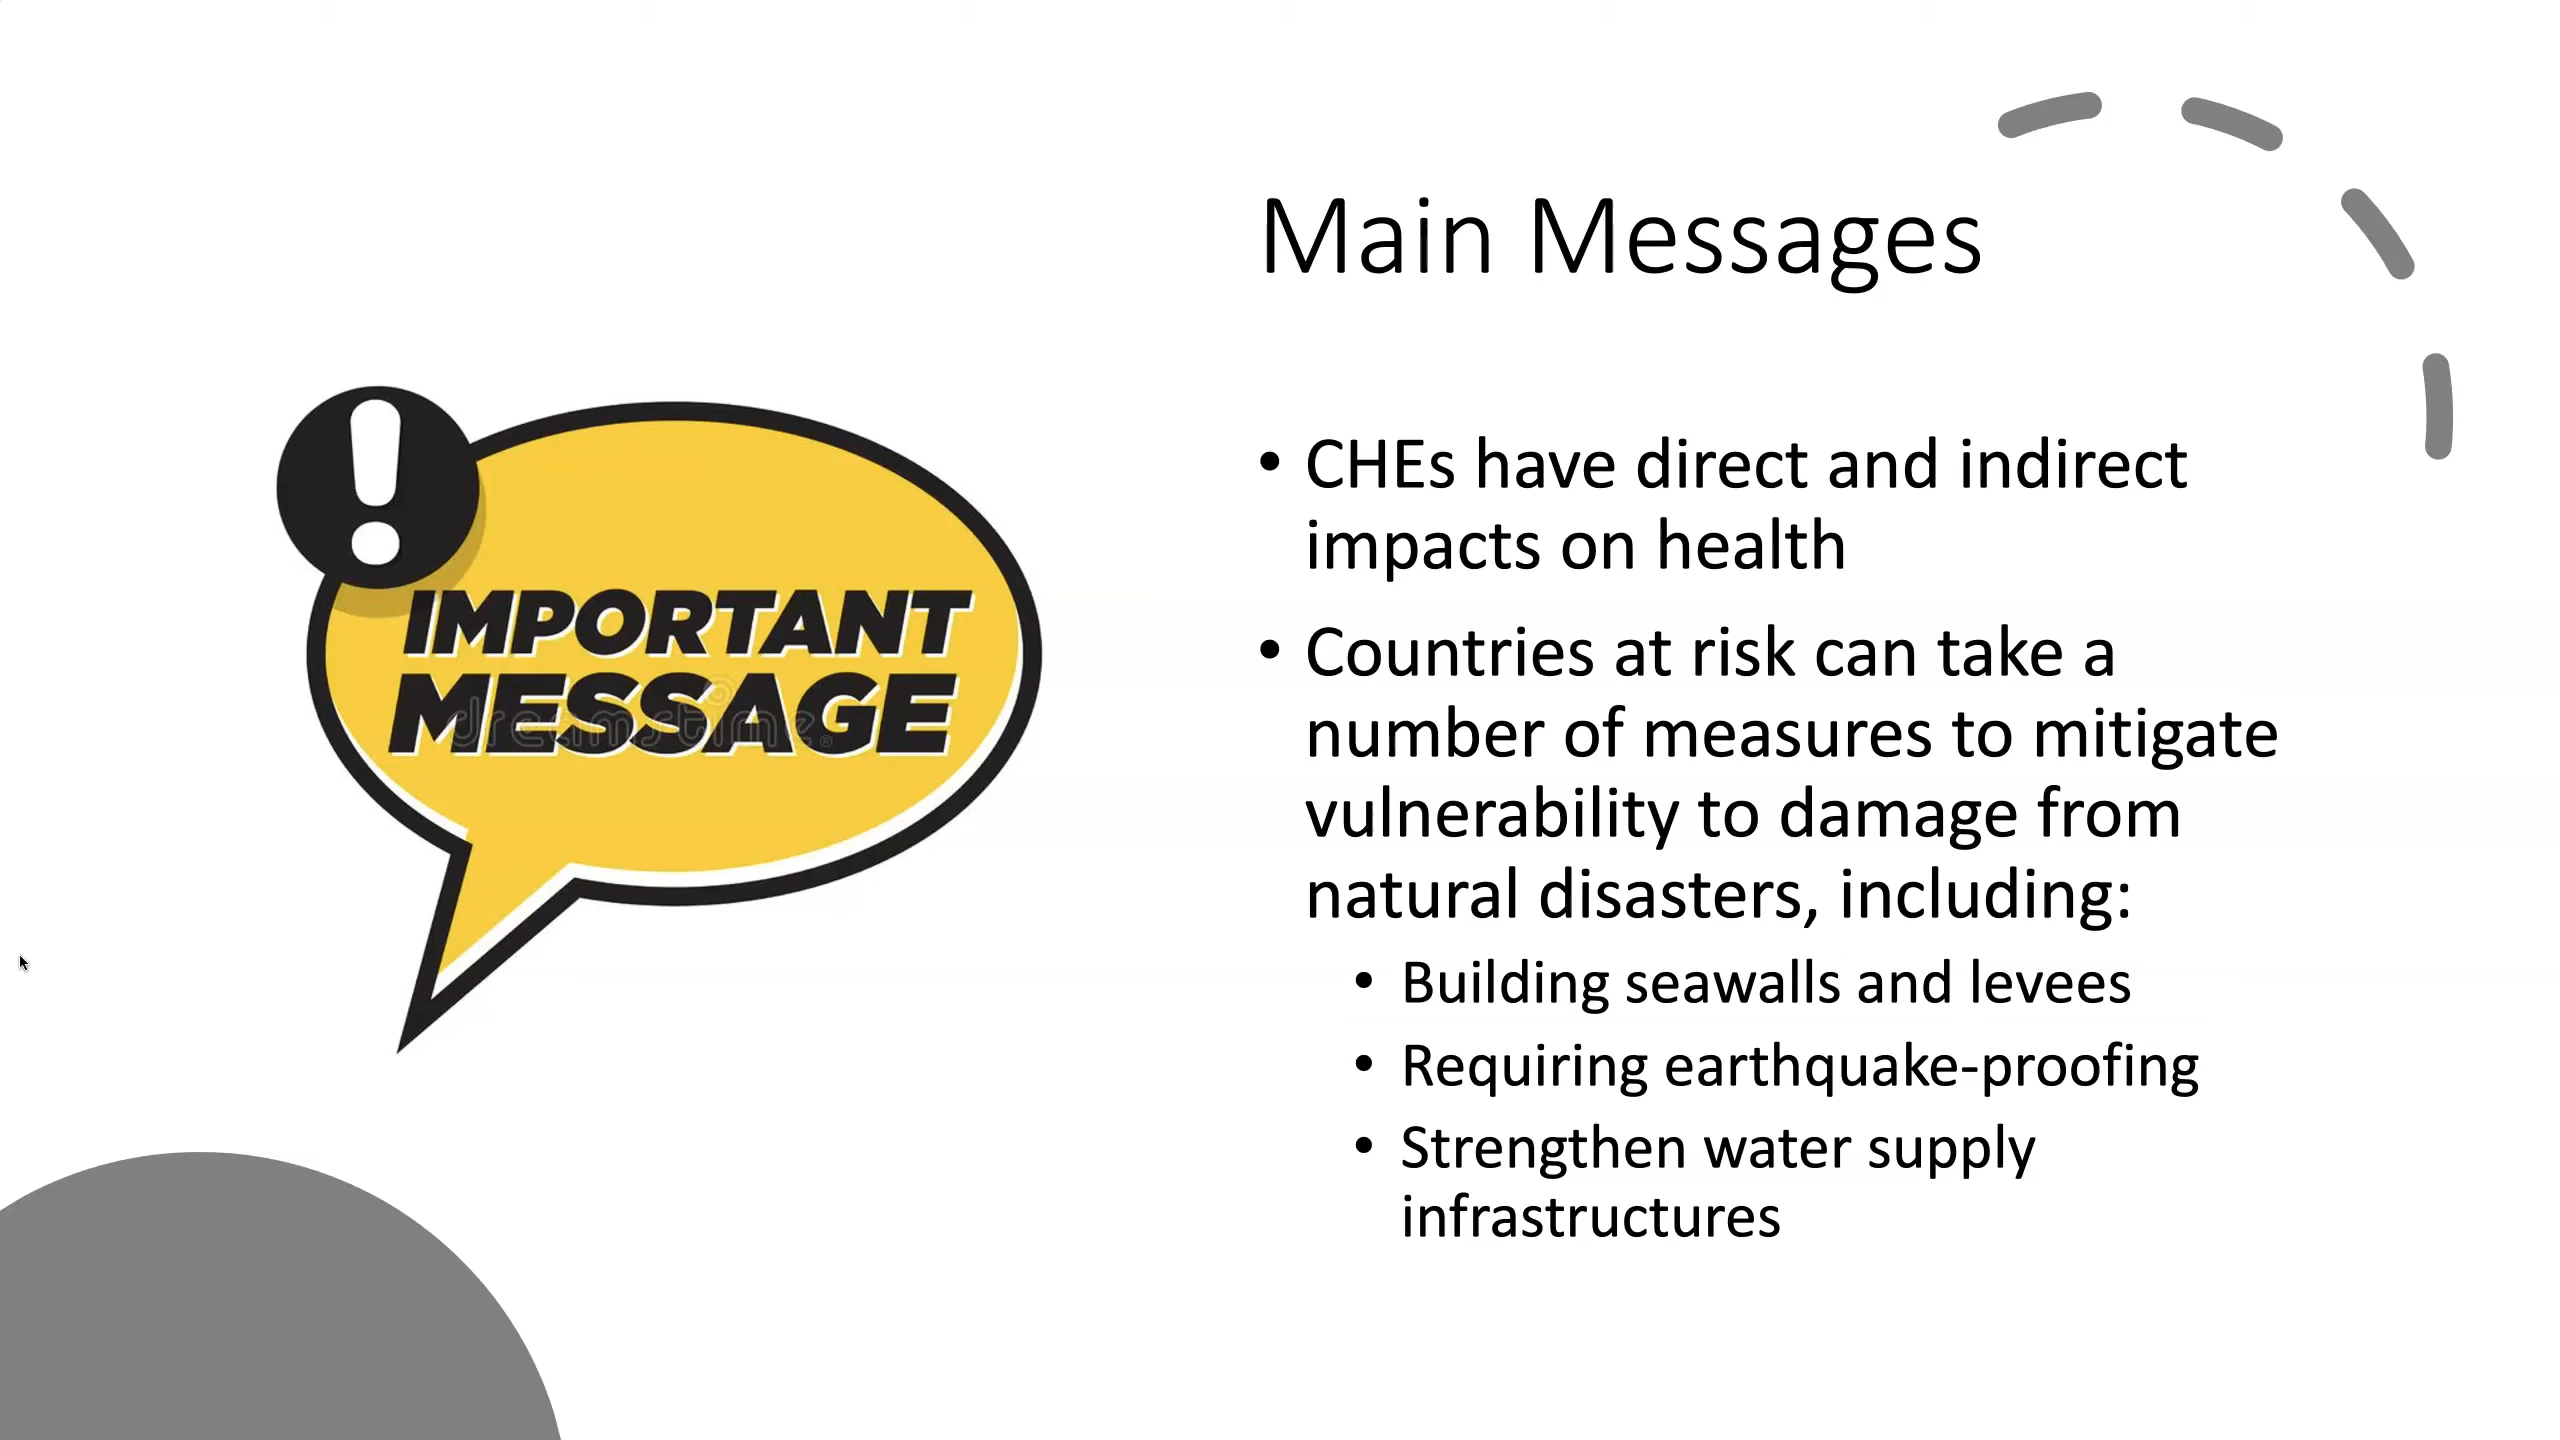 Main Messages
IMPORTANT
MESSAGE
dreamstime®
• CHEs have direct and indirect
impacts on health
• Countries at risk can take a
number of measures to mitigate
vulnerability to damage from
natural disasters, including:
• Building seawalls and levees
• Requiring earthquake-proofing
• Strengthen water supply
infrastructures